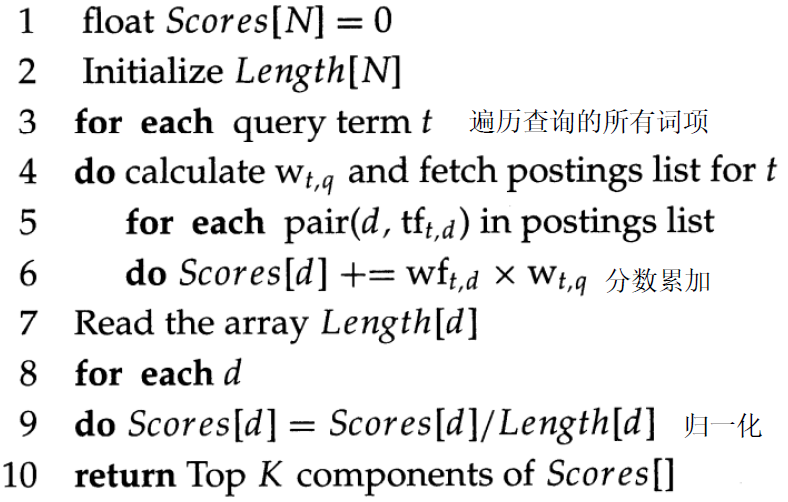 1 float Scores[N] = 0
2 Initialize Length[N]
3 for each query term t 遍历查询的所有词项
4 do calculate w_{t,q} and fetch postings list for t
5 for each pair(d, tf_{t,d}) in postings list
6 do Scores[d] += wf_{t,d} × w_{t,q} 分数累加
7 Read the array Length[d]
8 for each d
9 do Scores[d] = Scores[d]/Length[d] 归一化
10 return Top K components of Scores[]